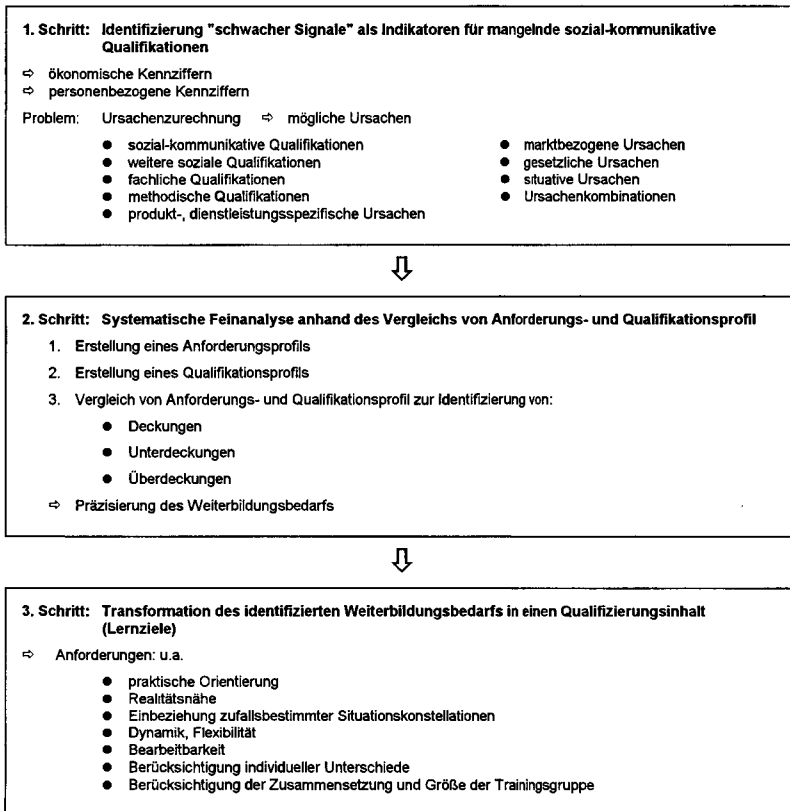 1. Schritt: Identifizierung "schwacher Signale" als Indikatoren für mangelnde sozial-kommunikative
Qualifikationen
⇨ ökonomische Kennziffern
⇨ personenbezogene Kennziffern
Problem: Ursachenzurechnung ⇨ mögliche Ursachen
● sozial-kommunikative Qualifikationen
● weitere soziale Qualifikationen
● fachliche Qualifikationen
● methodische Qualifikationen
● produkt-, dienstleistungsspezifische Ursachen
● marktbezogene Ursachen
● gesetzliche Ursachen
● situative Ursachen
● Ursachenkombinationen
2. Schritt: Systematische Feinanalyse anhand des Vergleichs von Anforderungs- und Qualifikationsprofil
1. Erstellung eines Anforderungsprofils
2. Erstellung eines Qualifikationsprofils
3. Vergleich von Anforderungs- und Qualifikationsprofil zur Identifizierung von:
● Deckungen
● Unterdeckungen
● Überdeckungen
⇨ Präzisierung des Weiterbildungsbedarfs
3. Schritt: Transformation des identifizierten Weiterbildungsbedarfs in einen Qualifizierungsinhalt
(Lernziele)
⇨ Anforderungen: u.a.
● praktische Orientierung
● Realitätsnähe
● Einbeziehung zufallsbestimmter Situationskonstellationen
● Dynamik, Flexibilität
● Bearbeitbarkeit
● Berücksichtigung individueller Unterschiede
● Berücksichtigung der Zusammensetzung und Größe der Trainingsgruppe